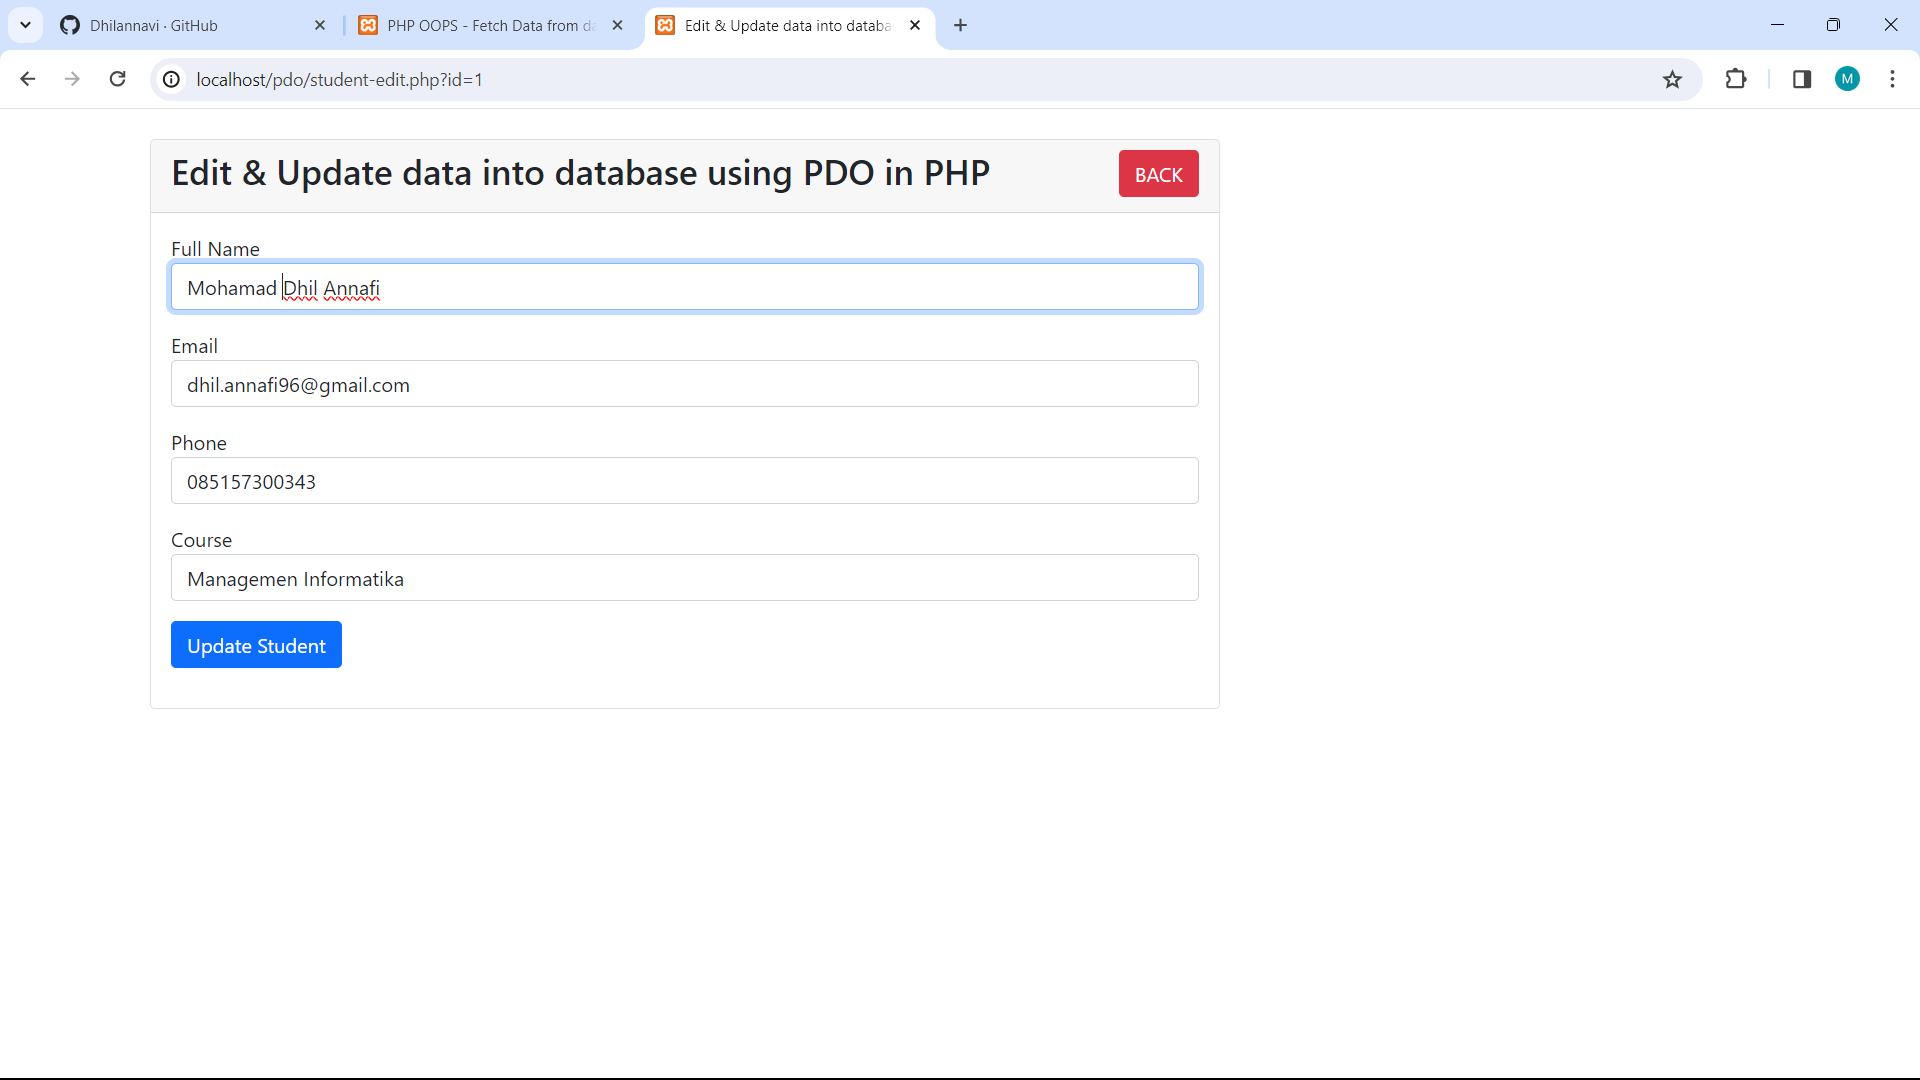 Dhilannavi · GitHub
PHP OOPS - Fetch Data from da
Edit & Update data into databa
localhost/pdo/student-edit.php?id=1
M
Edit & Update data into database using PDO in PHP
BACK
Full Name
Mohamad Dhil Annafi
Email
dhil.annafi96@gmail.com
Phone
085157300343
Course
Managemen Informatika
Update Student